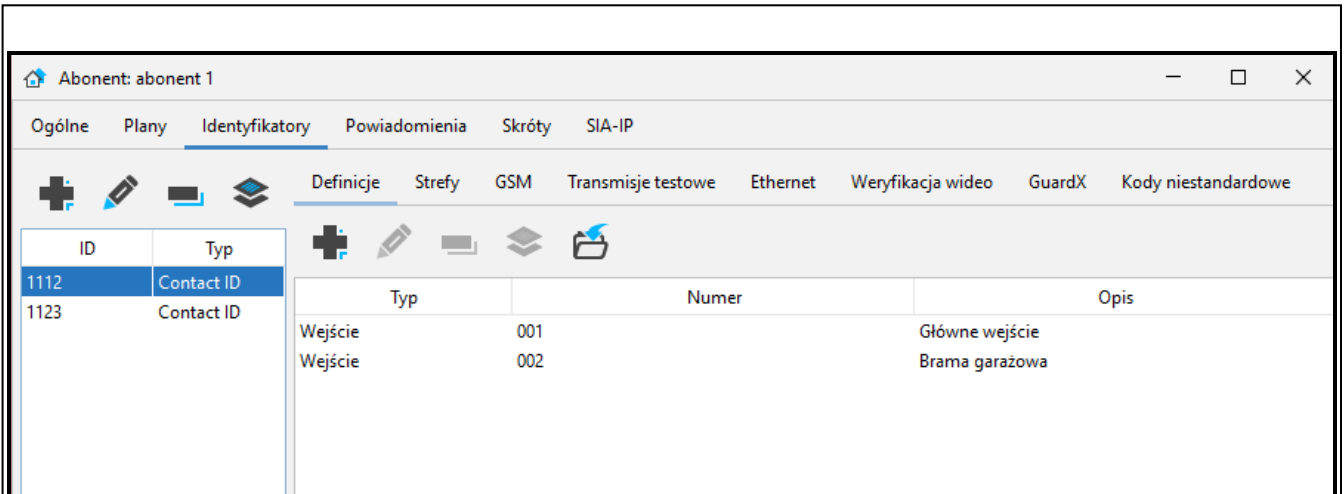 Abonent: abonent 1
Ogólne Plany Identyfikatory Powiadomienia Skróty SIA-IP
Definicje Strefy GSM Transmisje testowe Ethernet Weryfikacja wideo GuardX Kody niestandardowe
ID Typ
1112 Contact ID
1123 Contact ID
Typ Numer Opis
Wejście 001 Główne wejście
Wejście 002 Brama garażowa